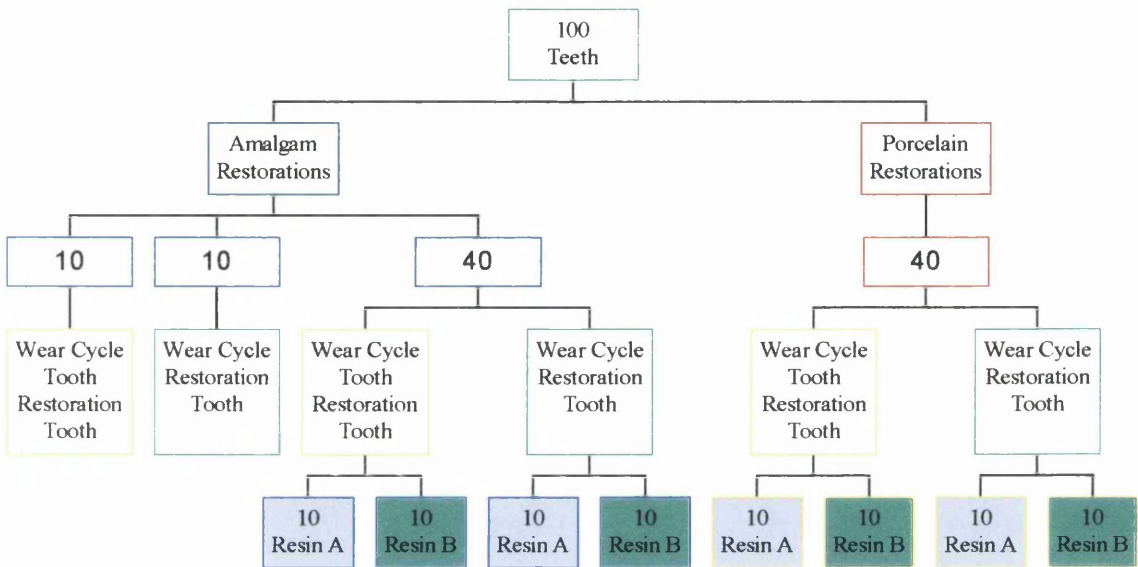 100
Teeth
Amalgam
Restorations
Porcelain
Restorations
10
10
40
40
Wear Cycle
Tooth
Restoration
Tooth
Wear Cycle
Restoration
Tooth
Wear Cycle
Tooth
Restoration
Tooth
Wear Cycle
Restoration
Tooth
Wear Cycle
Tooth
Restoration
Tooth
Wear Cycle
Restoration
Tooth
10
Resin A
10
Resin B
10
Resin A
10
Resin B
10
Resin A
10
Resin B
10
Resin A
10
Resin B